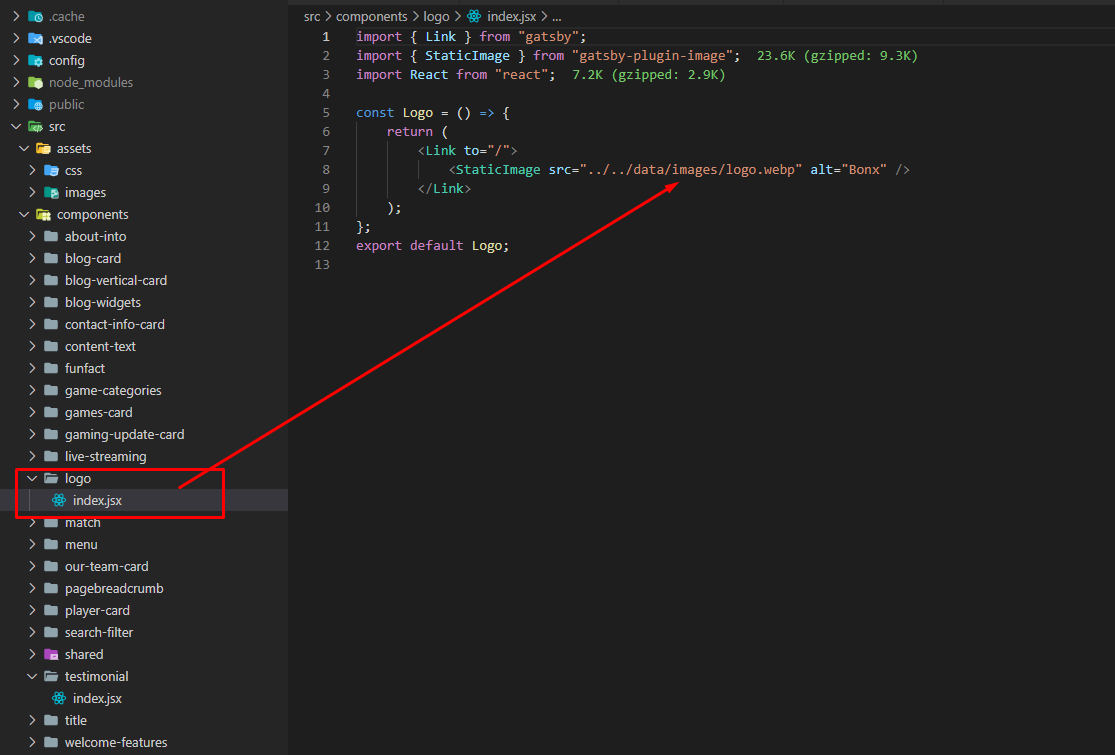 .cache
.vscode
config
node_modules
public
src
assets
css
images
components
about-into
blog-card
blog-vertical-card
blog-widgets
contact-info-card
content-text
funfact
game-categories
games-card
gaming-update-card
live-streaming
logo
index.jsx
match
menu
our-team-card
pagebreadcrumb
player-card
search-filter
shared
testimonial
index.jsx
title
welcome-features
src > components > logo > index.jsx > ...
1 import { Link } from "gatsby";
2 import { StaticImage } from "gatsby-plugin-image"; 23.6K (gzipped: 9.3K)
3 import React from "react"; 7.2K (gzipped: 2.9K)
4
5 const Logo = () => {
6 return (
7 <Link to="/">
8 <StaticImage src="../../data/images/logo.webp" alt="Bonx" />
9 </Link>
10 );
11 };
12 export default Logo;
13